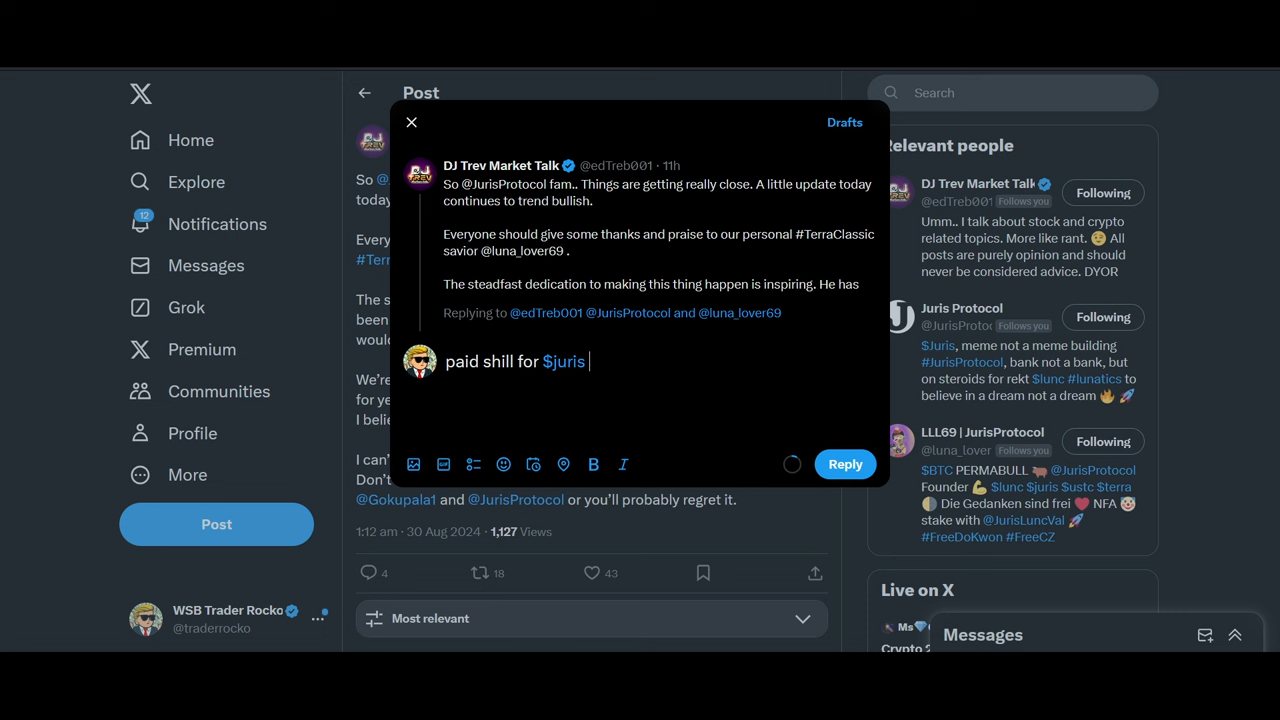 Home
Explore
12
Notifications
Messages
Grok
Premium
Communities
Profile
More
Post
WSB Trader Rocko
@traderrocko
Post
So @
today
Every
#Terr
The s
been
woul
We're
for ye
I beli
I can'
Don't
@Gokupala1 and @JurisProtocol or you'll probably regret it.
1:12 am · 30 Aug 2024 · 1,127 Views
4
18
43
Most relevant
Drafts
DJ Trev Market Talk @edTreb001 · 11h
So @JurisProtocol fam.. Things are getting really close. A little update today
continues to trend bullish.
Everyone should give some thanks and praise to our personal #TerraClassic
savior @luna_lover69 .
The steadfast dedication to making this thing happen is inspiring. He has
Replying to @edTreb001 @JurisProtocol and @luna_lover69
paid shill for $juris
GIF
B I
Reply
Search
Relevant people
DJ Trev Market Talk
@edTreb001 Follows you
Following
Umm.. I talk about stock and crypto
related topics. More like rant. 😉 All
posts are purely opinion and should
never be considered advice. DYOR
Juris Protocol
@JurisProto Follows you
Following
$Juris, meme not a meme building
#JurisProtocol, bank not a bank, but
on steroids for rekt $lunc #lunatics to
believe in a dream not a dream 🔥 🚀
LLL69 | JurisProtocol
@luna_lover Follows you
Following
$BTC PERMABULL 🐂 @JurisProtocol
Founder 💪 $lunc $juris $ustc $terra
🌗 Die Gedanken sind frei ❤️ NFA 🤡
stake with @JurisLuncVal 🚀
#FreeDoKwon #FreeCZ
Live on X
Ms💎
Crypto 2
Messages